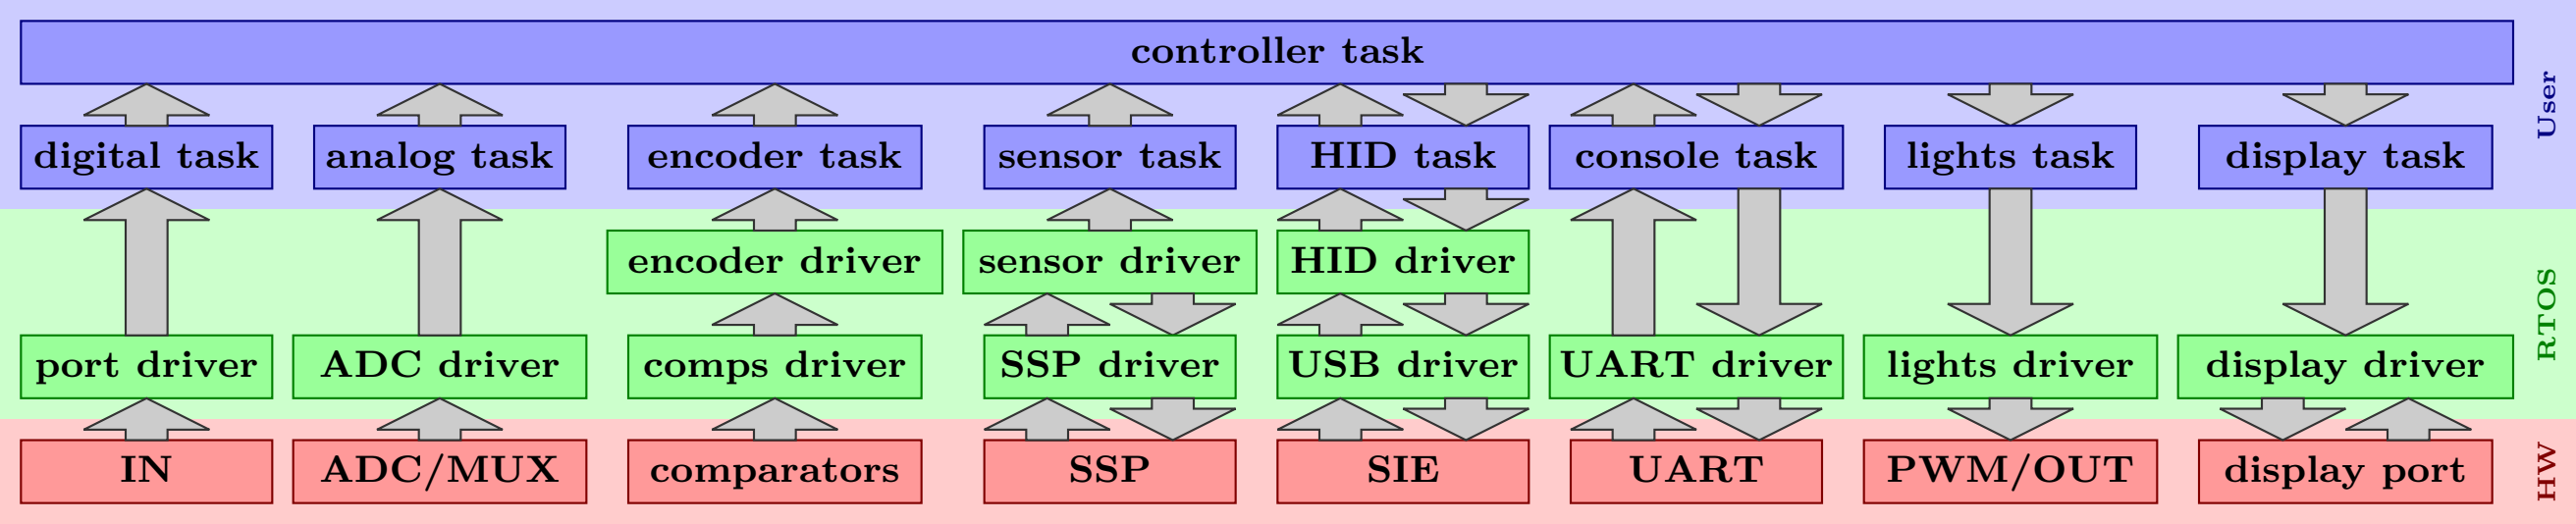 controller task
User
digital task
analog task
encoder task
sensor task
HID task
console task
lights task
display task
encoder driver
sensor driver
HID driver
RTOS
port driver
ADC driver
comps driver
SSP driver
USB driver
UART driver
lights driver
display driver
IN
ADC/MUX
comparators
SSP
SIE
UART
PWM/OUT
display port
HW